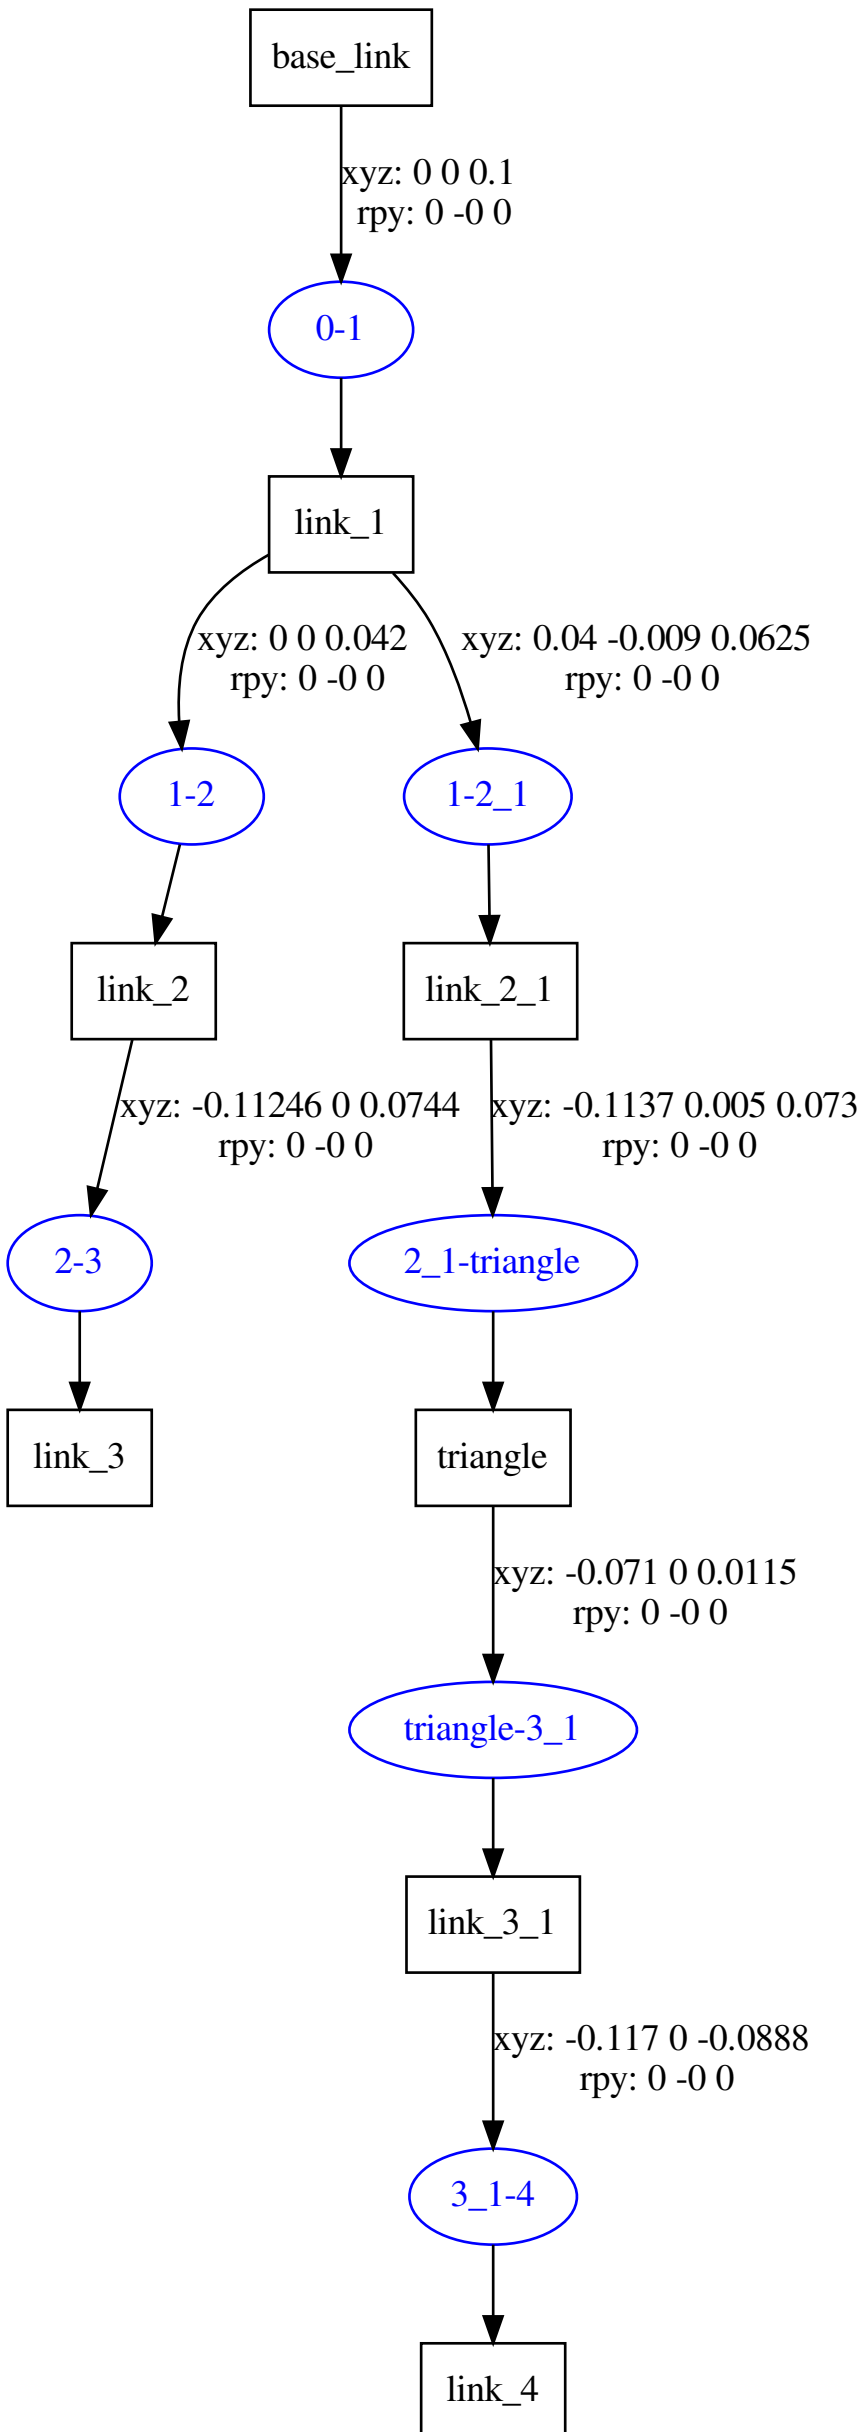 base_link
xyz: 0 0 0.1
rpy: 0 -0 0
0-1
link_1
xyz: 0 0 0.042
rpy: 0 -0 0
xyz: 0.04 -0.009 0.0625
rpy: 0 -0 0
1-2
1-2_1
link_2
link_2_1
xyz: -0.11246 0 0.0744
rpy: 0 -0 0
xyz: -0.1137 0.005 0.073
rpy: 0 -0 0
2-3
2_1-triangle
link_3
triangle
xyz: -0.071 0 0.0115
rpy: 0 -0 0
triangle-3_1
link_3_1
xyz: -0.117 0 -0.0888
rpy: 0 -0 0
3_1-4
link_4